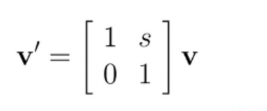 v′ = [ 1 s ] v
[ 0 1 ]